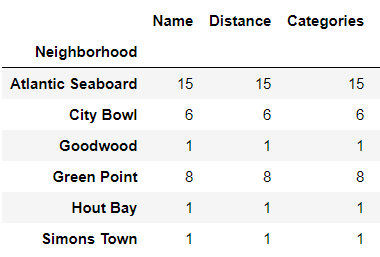 Name Distance Categories
Neighborhood
Atlantic Seaboard 15 15 15
City Bowl 6 6 6
Goodwood 1 1 1
Green Point 8 8 8
Hout Bay 1 1 1
Simons Town 1 1 1